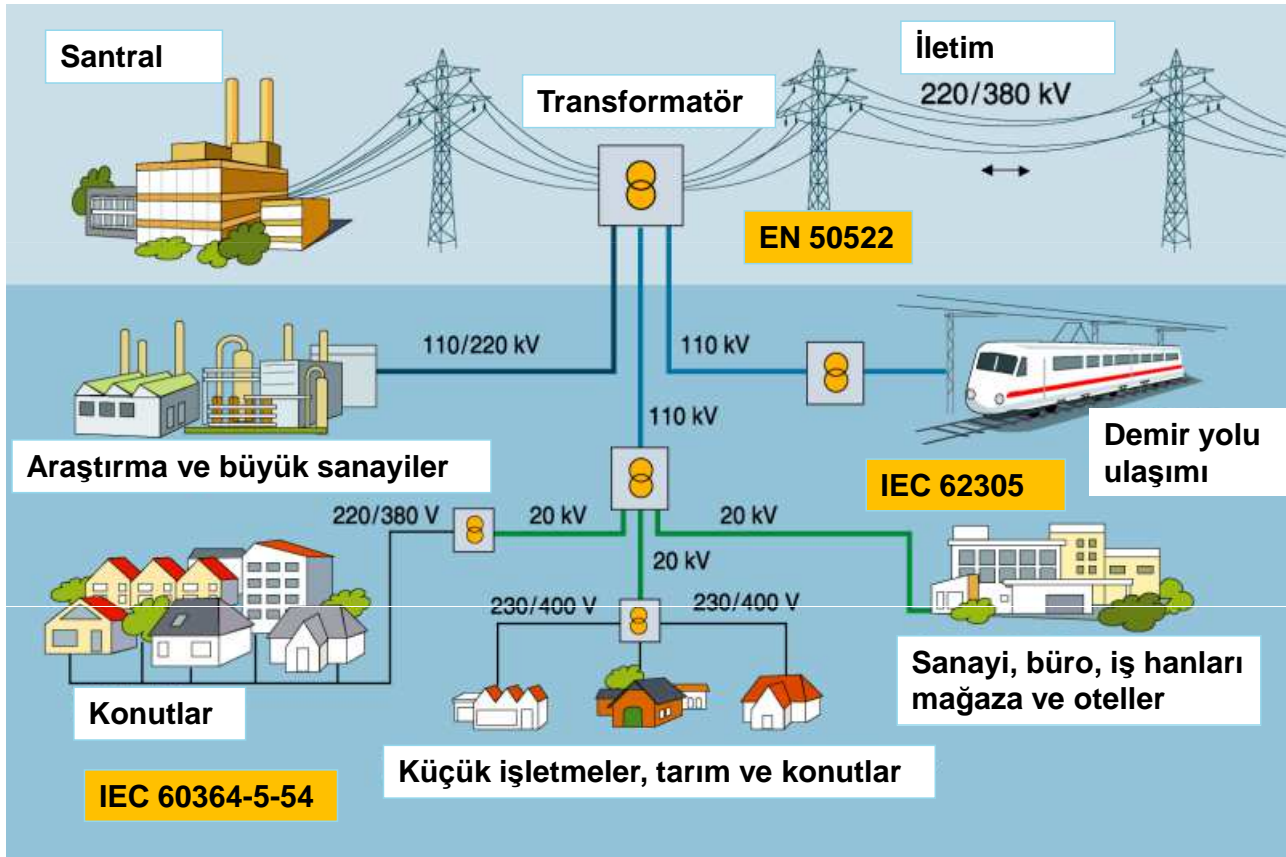 Santral
İletim
220/380 kV
Transformatör
EN 50522
110/220 kV
110 kV
110 kV
Araştırma ve büyük sanayiler
Demir yolu
ulaşımı
IEC 62305
220/380 V
20 kV
20 kV
20 kV
230/400 V
230/400 V
Konutlar
Sanayi, büro, iş hanları
mağaza ve oteller
Küçük işletmeler, tarım ve konutlar
IEC 60364-5-54